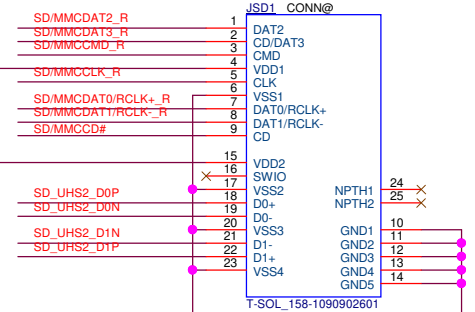 JSD1 CONN@
SD/MMCDAT2_R 1 DAT2
SD/MMCDAT3_R 2 CD/DAT3
SD/MMCCMD_R 3 CMD
4 VDD1
SD/MMCCLK_R 5 CLK
6 VSS1
SD/MMCDAT0/RCLK+_R 7 DAT0/RCLK+
SD/MMCDAT1/RCLK-_R 8 DAT1/RCLK-
SD/MMCCD# 9 CD
15 VDD2
16 SWIO
17 VSS2 NPTH1 24
SD_UHS2_D0P 18 D0+ NPTH2 25
SD_UHS2_D0N 19 D0-
20 VSS3 GND1 10
SD_UHS2_D1N 21 D1- GND2 11
SD_UHS2_D1P 22 D1+ GND3 12
23 VSS4 GND4 13
GND5 14
T-SOL_158-1090902601